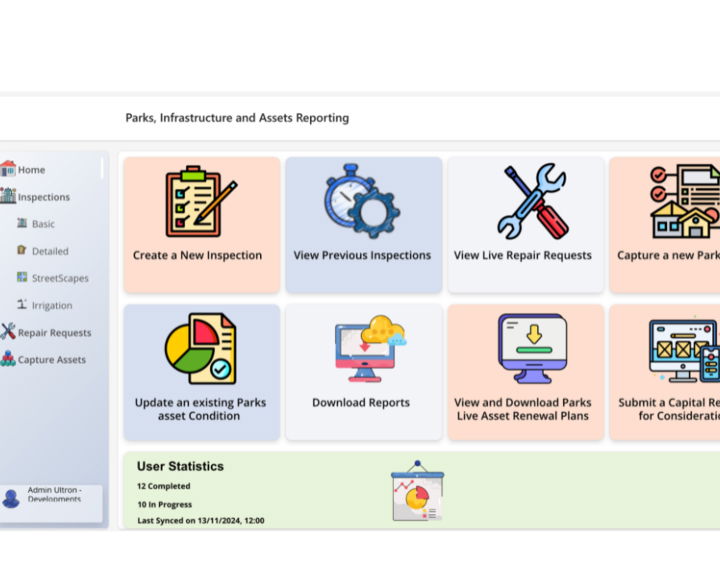 Parks, Infrastructure and Assets Reporting
Home
Inspections
Basic
Detailed
StreetScapes
Irrigation
Repair Requests
Capture Assets
Admin Ultron -
Developments
Create a New Inspection
View Previous Inspections
View Live Repair Requests
Capture a new Park
Update an existing Parks
asset Condition
Download Reports
View and Download Parks
Live Asset Renewal Plans
Submit a Capital Re
for Considerati
User Statistics
12 Completed
10 In Progress
Last Synced on 13/11/2024, 12:00